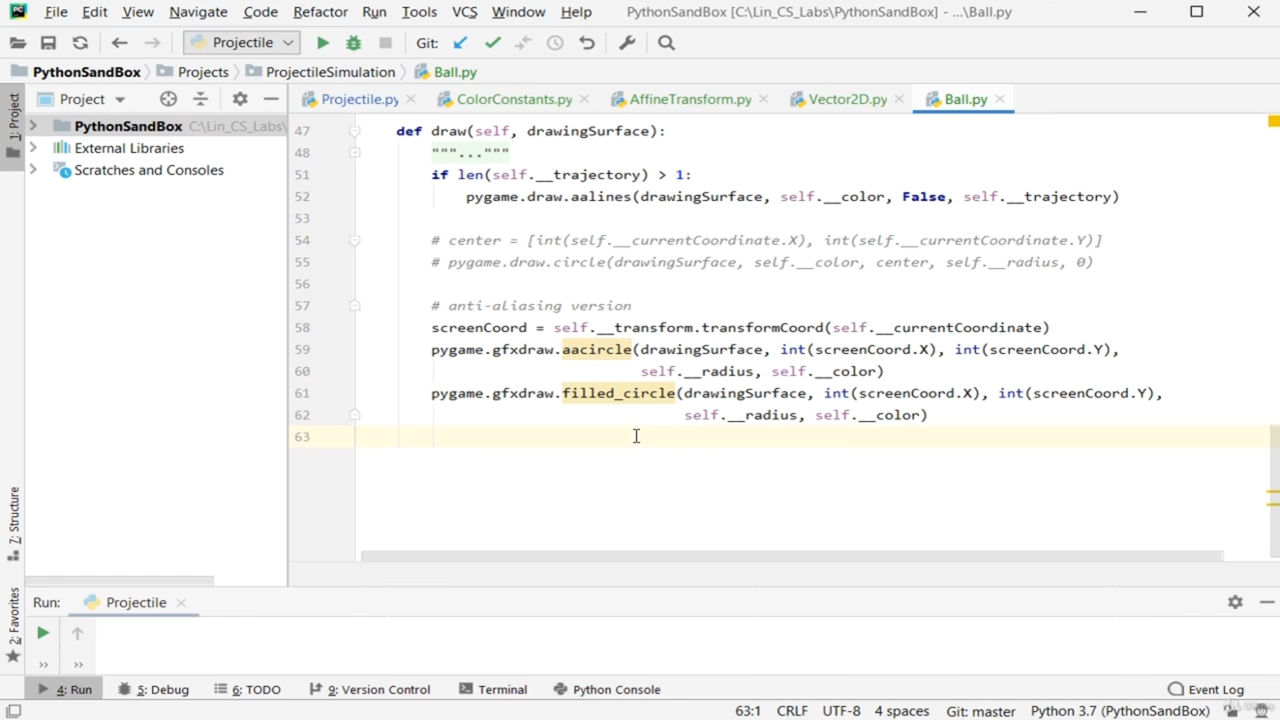 PC File Edit View Navigate Code Refactor Run Tools VCS Window Help PythonSandBox [C:\Lin_CS_Labs\PythonSandBox] - ...\Ball.py
Projectile Git:
PythonSandBox Projects ProjectileSimulation Ball.py
1: Project
Project
Projectile.py ColorConstants.py AffineTransform.py Vector2D.py Ball.py
PythonSandBox C:\Lin_CS_Labs\
External Libraries
Scratches and Consoles
47 def draw(self, drawingSurface):
48 """..."""
51 if len(self.__trajectory) > 1:
52 pygame.draw.aalines(drawingSurface, self.__color, False, self.__trajectory)
53
54 # center = [int(self.__currentCoordinate.X), int(self.__currentCoordinate.Y)]
55 # pygame.draw.circle(drawingSurface, self.__color, center, self.__radius, 0)
56
57 # anti-aliasing version
58 screenCoord = self.__transform.transformCoord(self.__currentCoordinate)
59 pygame.gfxdraw.aacircle(drawingSurface, int(screenCoord.X), int(screenCoord.Y),
60 self.__radius, self.__color)
61 pygame.gfxdraw.filled_circle(drawingSurface, int(screenCoord.X), int(screenCoord.Y),
62 self.__radius, self.__color)
63
7: Structure
2: Favorites
Run: Projectile
4: Run 5: Debug 6: TODO 9: Version Control Terminal Python Console Event Log
63:1 CRLF UTF-8 4 spaces Git: master Python 3.7 (PythonSandBox)